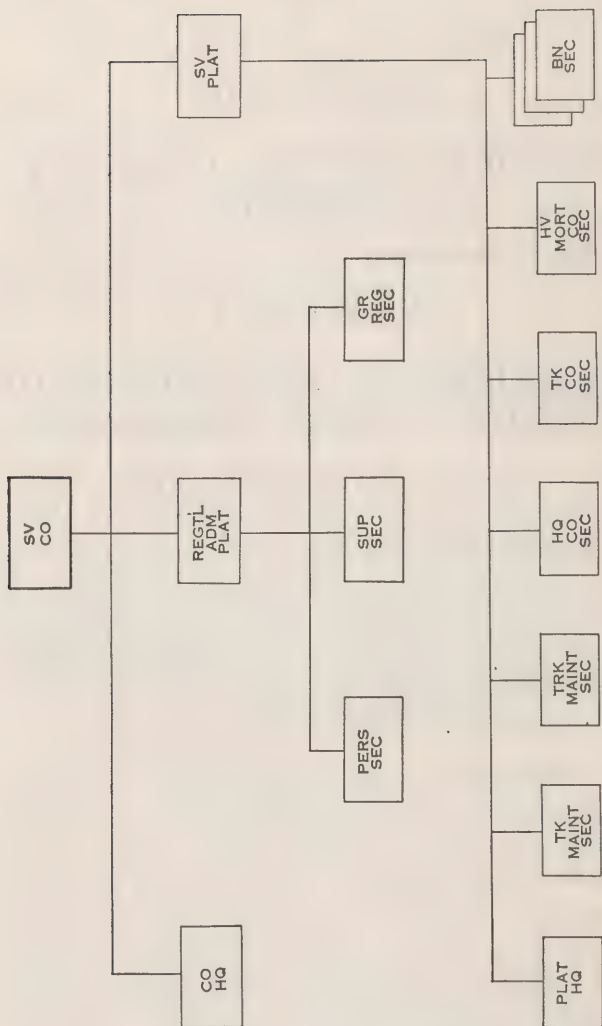 SV
CO
CO
HQ
REGT'L
ADM
PLAT
SV
PLAT
PERS
SEC
SUP
SEC
GR
REG
SEC
PLAT
HQ
TK
MAINT
SEC
TRK
MAINT
SEC
HQ
CO
SEC
TK
CO
SEC
HV
MORT
CO
SEC
BN
SEC